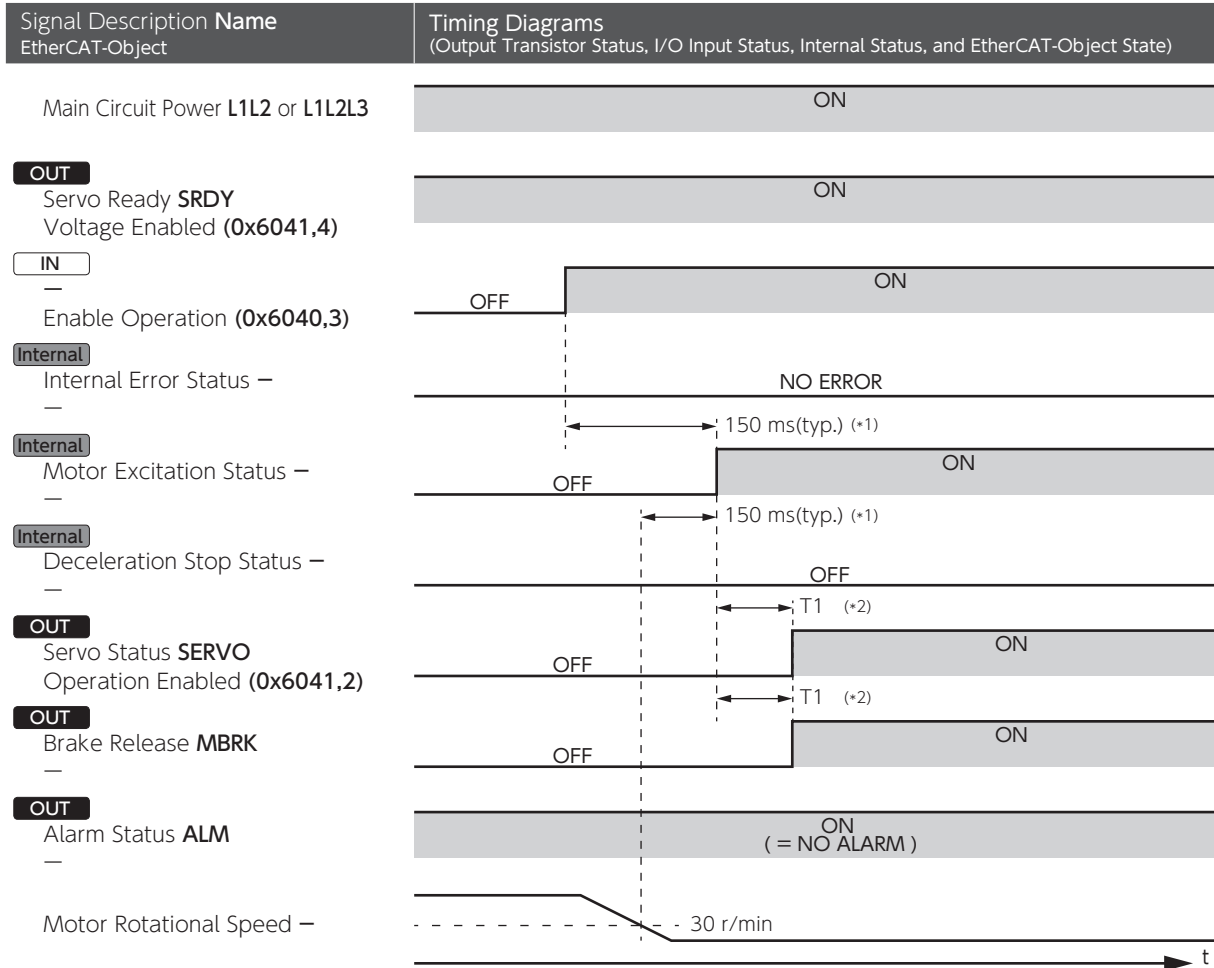 Signal Description Name
EtherCAT-Object
Timing Diagrams
(Output Transistor Status, I/O Input Status, Internal Status, and EtherCAT-Object State)
Main Circuit Power L1L2 or L1L2L3
ON
OUT
Servo Ready SRDY
Voltage Enabled (0x6041,4)
ON
IN
—
Enable Operation (0x6040,3)
OFF
ON
Internal
Internal Error Status —
—
NO ERROR
150 ms(typ.) (*1)
Internal
Motor Excitation Status —
—
OFF
ON
150 ms(typ.) (*1)
Internal
Deceleration Stop Status —
—
OFF
T1 (*2)
OUT
Servo Status SERVO
Operation Enabled (0x6041,2)
OFF
ON
T1 (*2)
OUT
Brake Release MBRK
—
OFF
ON
OUT
Alarm Status ALM
—
ON
( = NO ALARM )
Motor Rotational Speed —
30 r/min
t